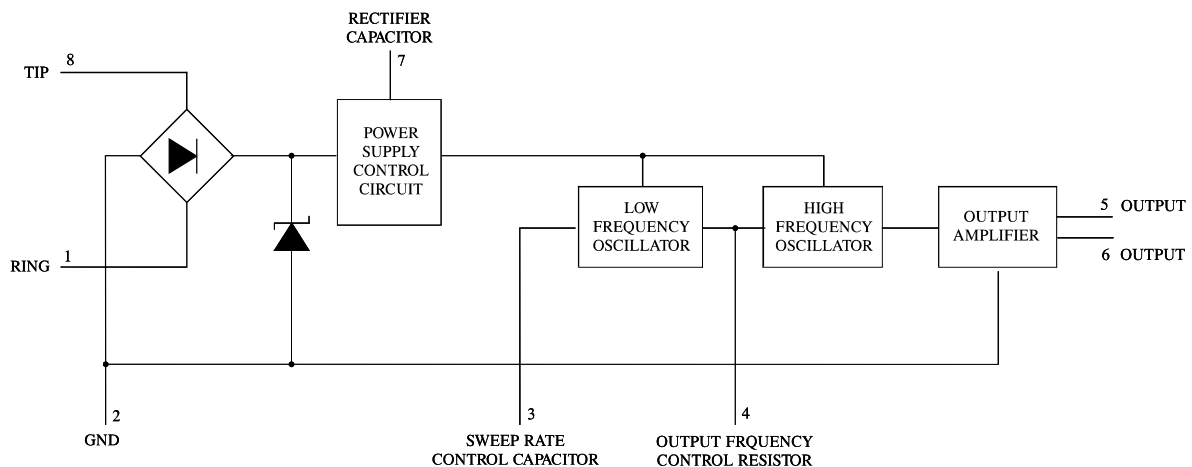 RECTIFIER
CAPACITOR
7
8
TIP
POWER
SUPPLY
CONTROL
CIRCUIT
LOW
FREQUENCY
OSCILLATOR
HIGH
FREQUENCY
OSCILLATOR
OUTPUT
AMPLIFIER
5 OUTPUT
6 OUTPUT
1
RING
2
GND
3
SWEEP RATE
CONTROL CAPACITOR
4
OUTPUT FRQUENCY
CONTROL RESISTOR